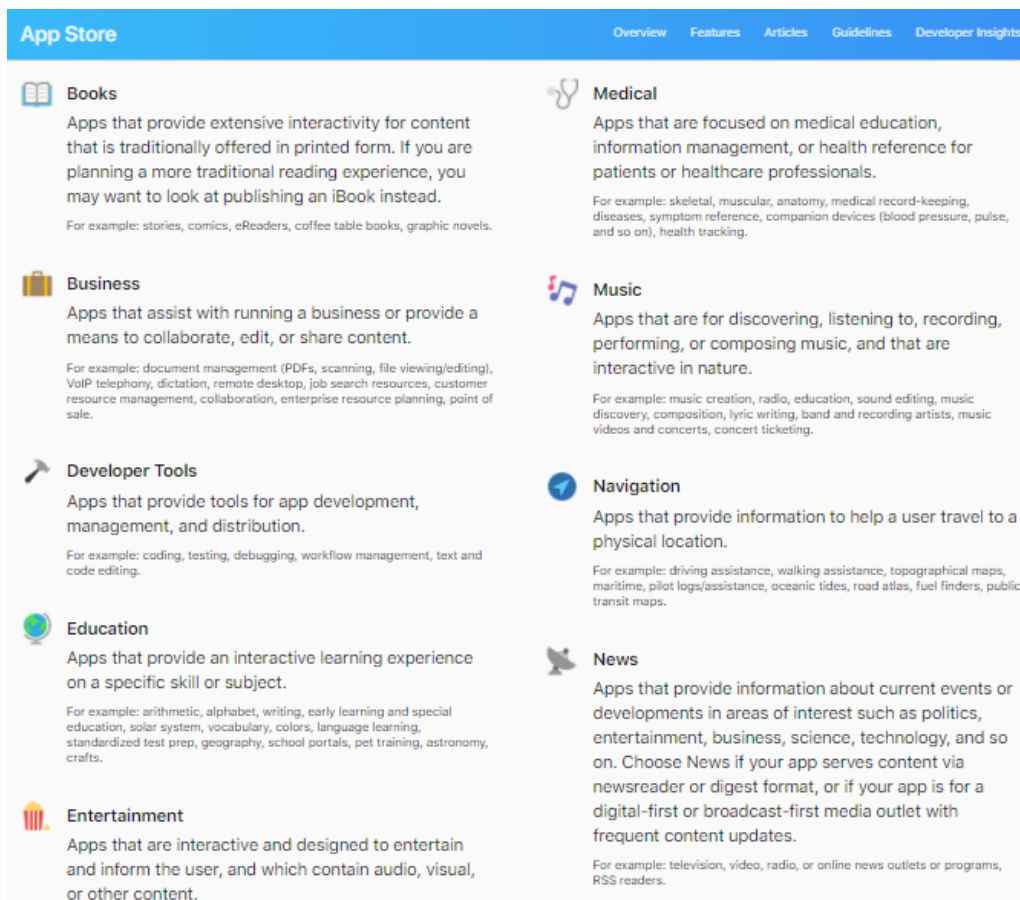 App Store
Overview Features Articles Guidelines Developer Insights
Books
Apps that provide extensive interactivity for content
that is traditionally offered in printed form. If you are
planning a more traditional reading experience, you
may want to look at publishing an iBook instead.
For example: stories, comics, eReaders, coffee table books, graphic novels.
Business
Apps that assist with running a business or provide a
means to collaborate, edit, or share content.
For example: document management (PDFs, scanning, file viewing/editing),
VoIP telephony, dictation, remote desktop, job search resources, customer
resource management, collaboration, enterprise resource planning, point of
sale.
Developer Tools
Apps that provide tools for app development,
management, and distribution.
For example: coding, testing, debugging, workflow management, text and
code editing.
Education
Apps that provide an interactive learning experience
on a specific skill or subject.
For example: arithmetic, alphabet, writing, early learning and special
education, solar system, vocabulary, colors, language learning,
standardized test prep, geography, school portals, pet training, astronomy,
crafts.
Entertainment
Apps that are interactive and designed to entertain
and inform the user, and which contain audio, visual,
or other content.
Medical
Apps that are focused on medical education,
information management, or health reference for
patients or healthcare professionals.
For example: skeletal, muscular, anatomy, medical record-keeping,
diseases, symptom reference, companion devices (blood pressure, pulse,
and so on), health tracking.
Music
Apps that are for discovering, listening to, recording,
performing, or composing music, and that are
interactive in nature.
For example: music creation, radio, education, sound editing, music
discovery, composition, lyric writing, band and recording artists, music
videos and concerts, concert ticketing.
Navigation
Apps that provide information to help a user travel to a
physical location.
For example: driving assistance, walking assistance, topographical maps,
maritime, pilot logs/assistance, oceanic tides, road atlas, fuel finders, public
transit maps.
News
Apps that provide information about current events or
developments in areas of interest such as politics,
entertainment, business, science, technology, and so
on. Choose News if your app serves content via
newsreader or digest format, or if your app is for a
digital-first or broadcast-first media outlet with
frequent content updates.
For example: television, video, radio, or online news outlets or programs,
RSS readers.